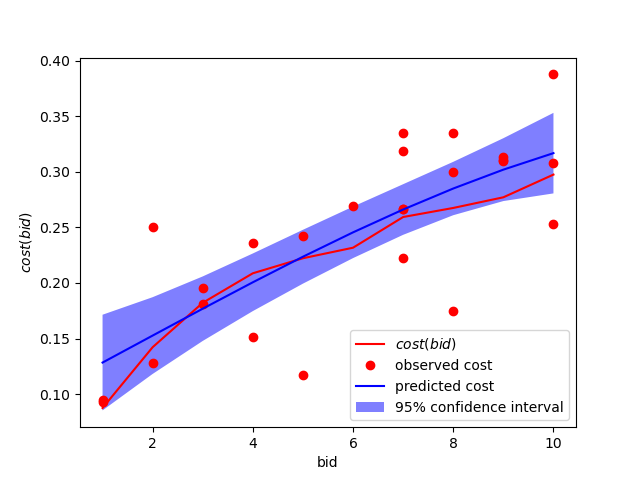 0.40
0.35
0.30
0.25
0.20
0.15
0.10
cost(bid)
2
4
6
8
10
bid
cost(bid)
observed cost
predicted cost
95% confidence interval